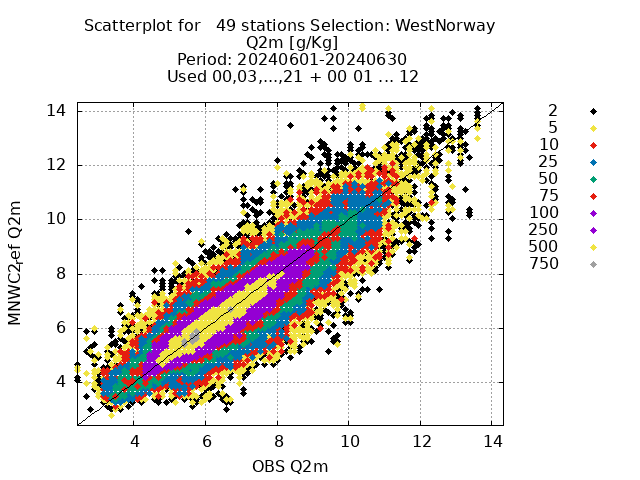 Scatterplot for   49 stations Selection: WestNorway
Q2m [g/Kg]
Period: 20240601-20240630
Used 00,03,...,21 + 00 01 ... 12
14
12
10
8
6
4
MNWC2ref Q2m
4 6 8 10 12 14
OBS Q2m
2
5
10
25
50
75
100
250
500
750